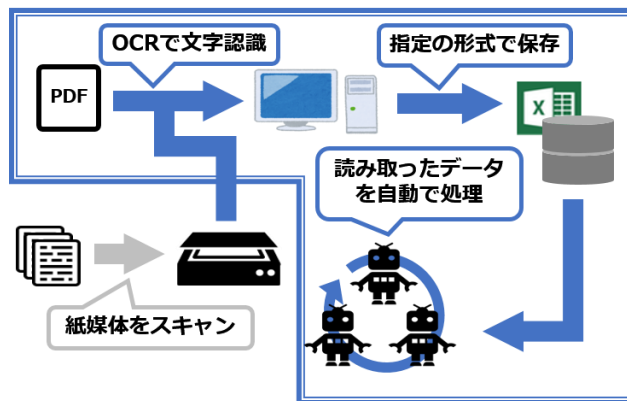 OCRで文字認識
指定の形式で保存
PDF
X
読み取ったデータ
を自動で処理
紙媒体をスキャン